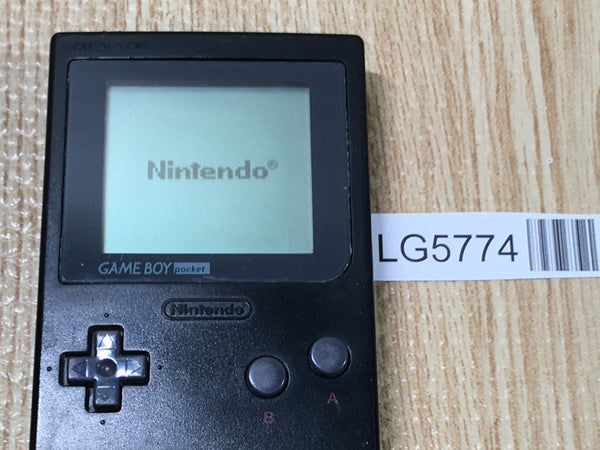 Nintendo®
GAME BOY pocket
Nintendo
B A
LG5774